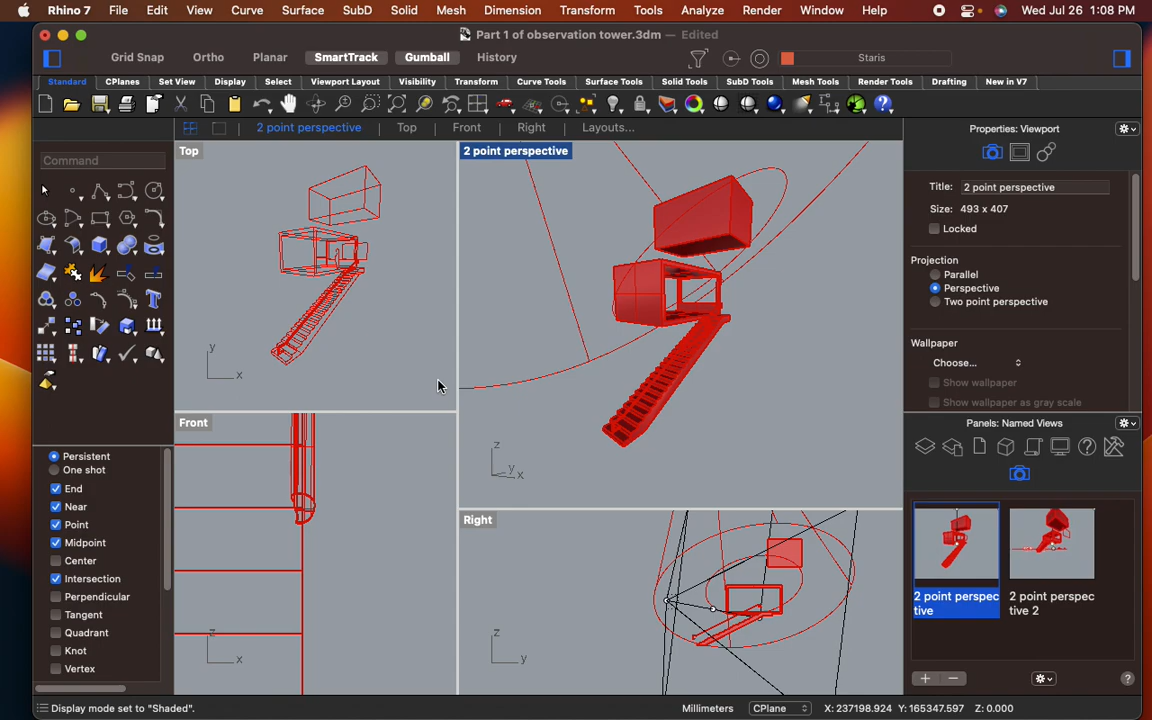 Rhino 7 File Edit View Curve Surface SubD Solid Mesh Dimension Transform Tools Analyze Render Window Help Wed Jul 26 1:08 PM
Part 1 of observation tower.3dm — Edited
Grid Snap Ortho Planar SmartTrack Gumball History Staris
Standard CPlanes Set View Display Select Viewport Layout Visibility Transform Curve Tools Surface Tools Solid Tools SubD Tools Mesh Tools Render Tools Drafting New in V7
2 point perspective Top Front Right Layouts...
Properties: Viewport
Command
Top
2 point perspective
Title: 2 point perspective
Size: 493 x 407
Locked
Projection
Parallel
Perspective
Two point perspective
Wallpaper
Choose...
Show wallpaper
Show wallpaper as gray scale
y
x
z
y
x
Front
Panels: Named Views
Persistent
One shot
End
Near
Point
Midpoint
Center
Intersection
Perpendicular
Tangent
Quadrant
Knot
Vertex
z
x
Right
z
y
2 point perspec
tive
2 point perspec
tive 2
Display mode set to "Shaded". Millimeters CPlane X:237198.924 Y:165347.597 Z:0.000